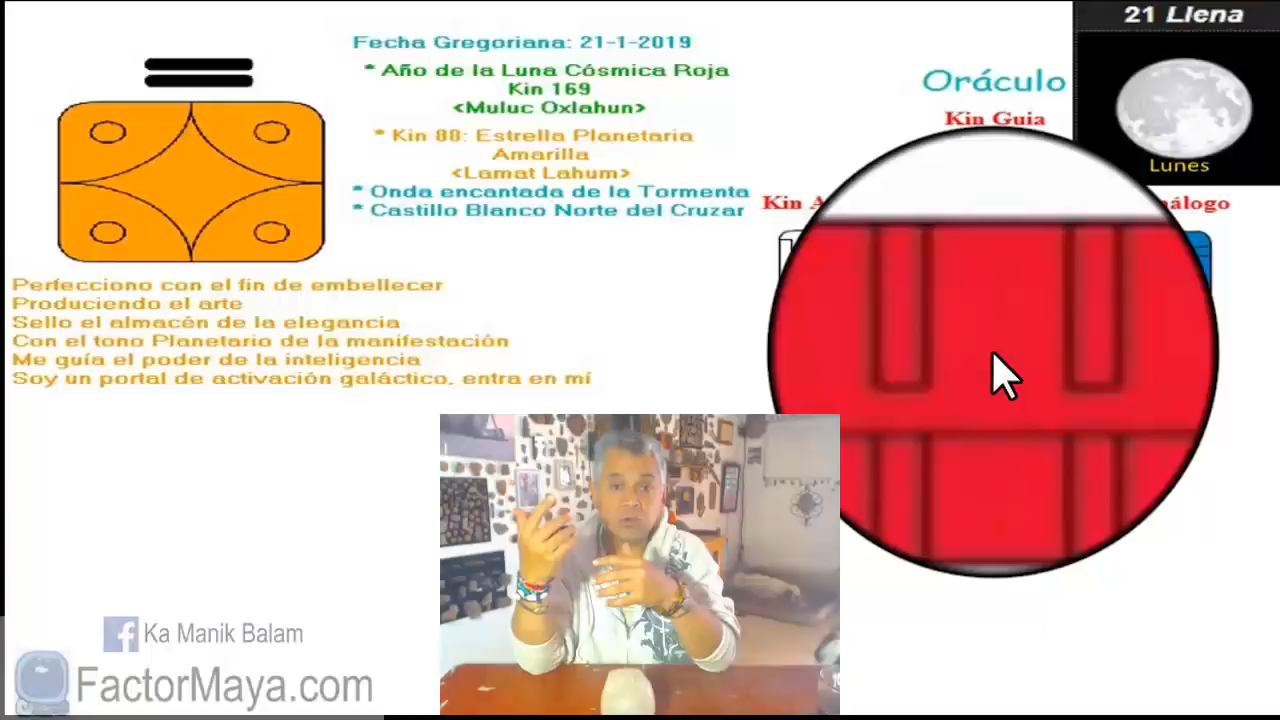 21 Llena
Fecha Gregoriana: 21-1-2019
* Año de la Luna Cósmica Roja
Kin 169
<Muluc Oxlahun>
Oráculo
Kin Guia
* Kin 88: Estrella Planetaria
Amarilla
<Lamat Lahum>
Lunes
* Onda encantada de la Tormenta
* Castillo Blanco Norte del Cruzar
Kin
Perfecciono con el fin de embellecer
Produciendo el arte
Sello el almacén de la elegancia
Con el tono Planetario de la manifestación
Me guía el poder de la inteligencia
Soy un portal de activación galáctico, entra en mí
Ka Manik Balam
FactorMaya.com